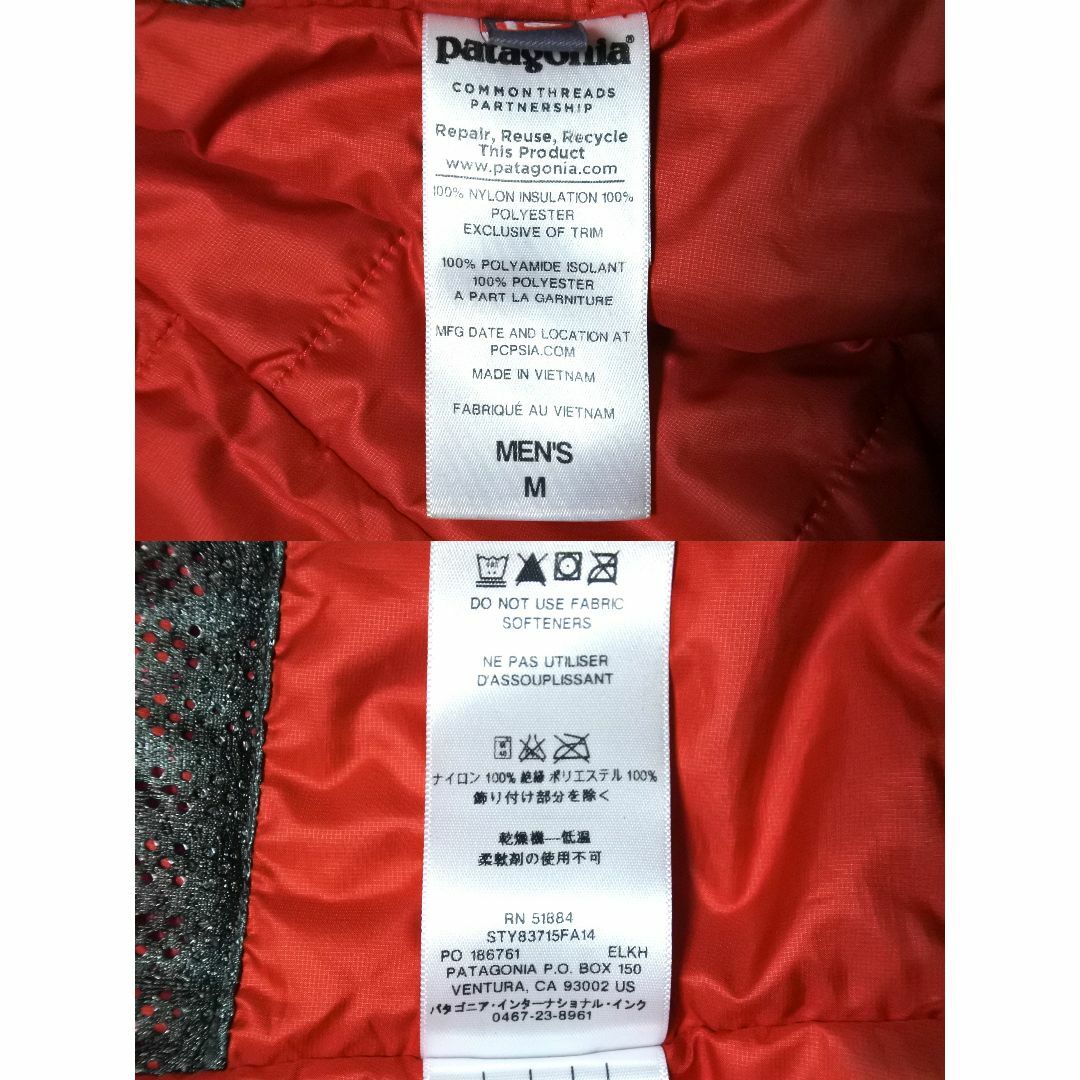 patagonia®
COMMON THREADS
PARTNERSHIP
Repair, Reuse, Recycle
This Product
www.patagonia.com
100% NYLON INSULATION 100%
POLYESTER
EXCLUSIVE OF TRIM
100% POLYAMIDE ISOLANT
100% POLYESTER
A PART LA GARNITURE
MFG DATE AND LOCATION AT
PCPSIA.COM
MADE IN VIETNAM
FABRIQUÉ AU VIETNAM
MEN'S
M
DO NOT USE FABRIC
SOFTENERS
NE PAS UTILISER
D'ASSOUPLISSANT
ナイロン 100% 絶縁 ポリエステル 100%
飾り付け部分を除く
乾燥機—低温
柔軟剤の使用不可
RN 51884
STY83715FA14
PO 186761 ELKH
PATAGONIA P.O. BOX 150
VENTURA, CA 93002 US
パタゴニア・インターナショナル・インク
0467-23-8961